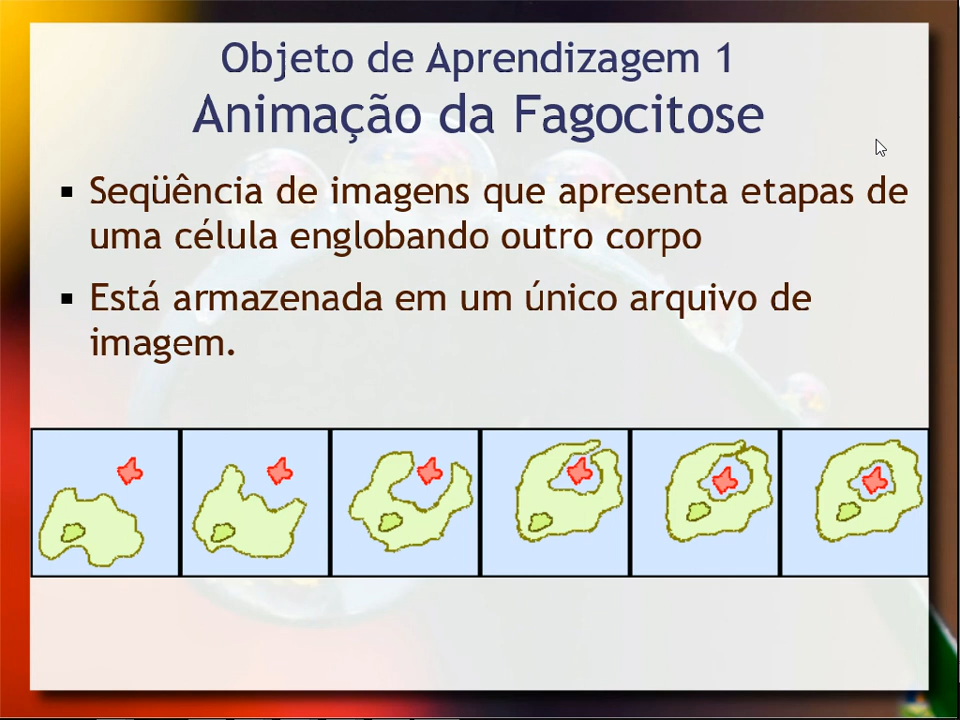 Objeto de Aprendizagem 1
Animação da Fagocitose
▪ Seqüência de imagens que apresenta etapas de
uma célula englobando outro corpo
▪ Está armazenada em um único arquivo de
imagem.